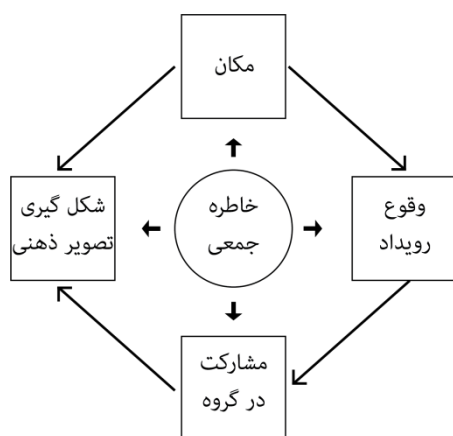 مکان
وقوع
رویداد
خاطره
جمعی
شکل گیری
تصویر ذهنی
مشارکت
در گروه